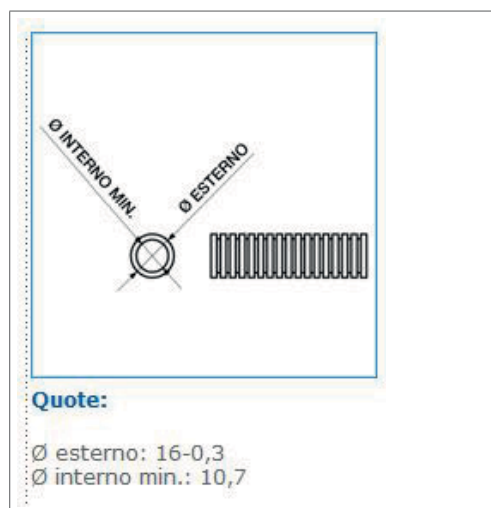 Ø INTERNO MIN.
Ø ESTERNO
Quote:
Ø esterno: 16-0,3
Ø interno min.: 10,7